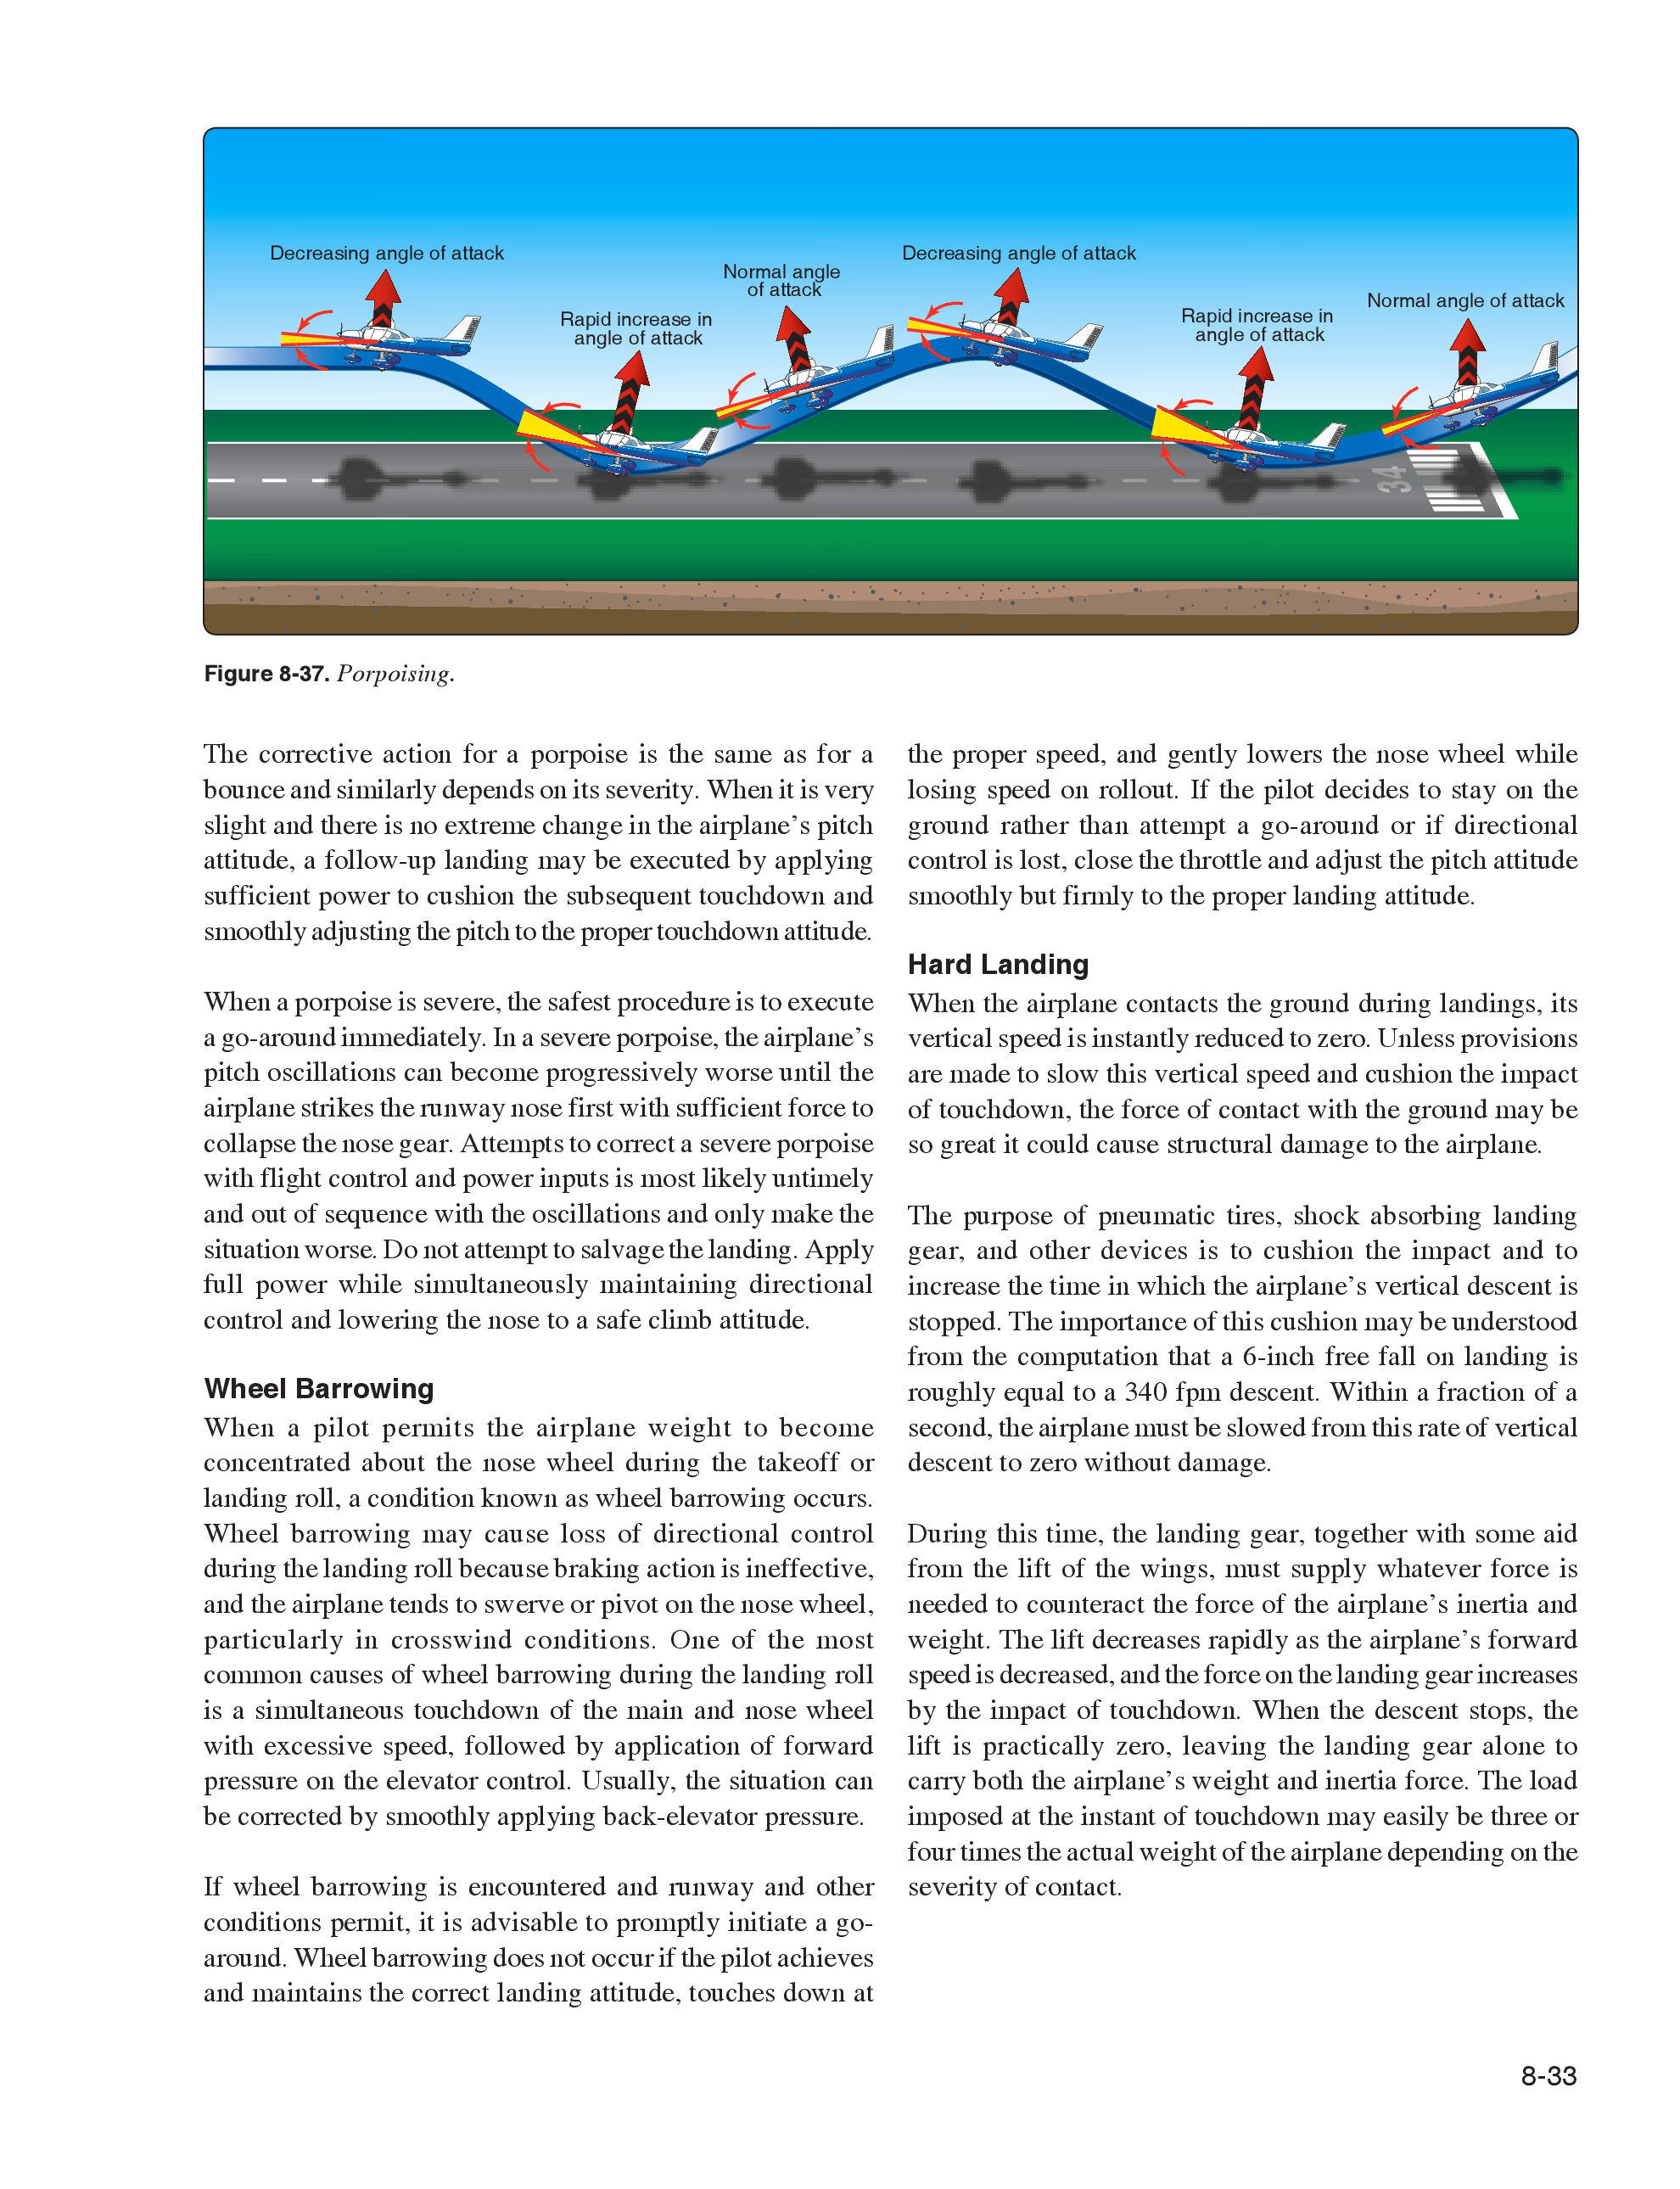 Decreasing angle of attack
Rapid increase in
angle of attack
Normal angle
of attack
Decreasing angle of attack
Rapid increase in
angle of attack
Normal angle of attack
34
Figure 8-37. Porpoising.
The corrective action for a porpoise is the same as for a
bounce and similarly depends on its severity. When it is very
slight and there is no extreme change in the airplane’s pitch
attitude, a follow-up landing may be executed by applying
sufficient power to cushion the subsequent touchdown and
smoothly adjusting the pitch to the proper touchdown attitude.
When a porpoise is severe, the safest procedure is to execute
a go-around immediately. In a severe porpoise, the airplane’s
pitch oscillations can become progressively worse until the
airplane strikes the runway nose first with sufficient force to
collapse the nose gear. Attempts to correct a severe porpoise
with flight control and power inputs is most likely untimely
and out of sequence with the oscillations and only make the
situation worse. Do not attempt to salvage the landing. Apply
full power while simultaneously maintaining directional
control and lowering the nose to a safe climb attitude.
Wheel Barrowing
When a pilot permits the airplane weight to become
concentrated about the nose wheel during the takeoff or
landing roll, a condition known as wheel barrowing occurs.
Wheel barrowing may cause loss of directional control
during the landing roll because braking action is ineffective,
and the airplane tends to swerve or pivot on the nose wheel,
particularly in crosswind conditions. One of the most
common causes of wheel barrowing during the landing roll
is a simultaneous touchdown of the main and nose wheel
with excessive speed, followed by application of forward
pressure on the elevator control. Usually, the situation can
be corrected by smoothly applying back-elevator pressure.
If wheel barrowing is encountered and runway and other
conditions permit, it is advisable to promptly initiate a go-
around. Wheel barrowing does not occur if the pilot achieves
and maintains the correct landing attitude, touches down at
the proper speed, and gently lowers the nose wheel while
losing speed on rollout. If the pilot decides to stay on the
ground rather than attempt a go-around or if directional
control is lost, close the throttle and adjust the pitch attitude
smoothly but firmly to the proper landing attitude.
Hard Landing
When the airplane contacts the ground during landings, its
vertical speed is instantly reduced to zero. Unless provisions
are made to slow this vertical speed and cushion the impact
of touchdown, the force of contact with the ground may be
so great it could cause structural damage to the airplane.
The purpose of pneumatic tires, shock absorbing landing
gear, and other devices is to cushion the impact and to
increase the time in which the airplane’s vertical descent is
stopped. The importance of this cushion may be understood
from the computation that a 6-inch free fall on landing is
roughly equal to a 340 fpm descent. Within a fraction of a
second, the airplane must be slowed from this rate of vertical
descent to zero without damage.
During this time, the landing gear, together with some aid
from the lift of the wings, must supply whatever force is
needed to counteract the force of the airplane’s inertia and
weight. The lift decreases rapidly as the airplane’s forward
speed is decreased, and the force on the landing gear increases
by the impact of touchdown. When the descent stops, the
lift is practically zero, leaving the landing gear alone to
carry both the airplane’s weight and inertia force. The load
imposed at the instant of touchdown may easily be three or
four times the actual weight of the airplane depending on the
severity of contact.
8-33